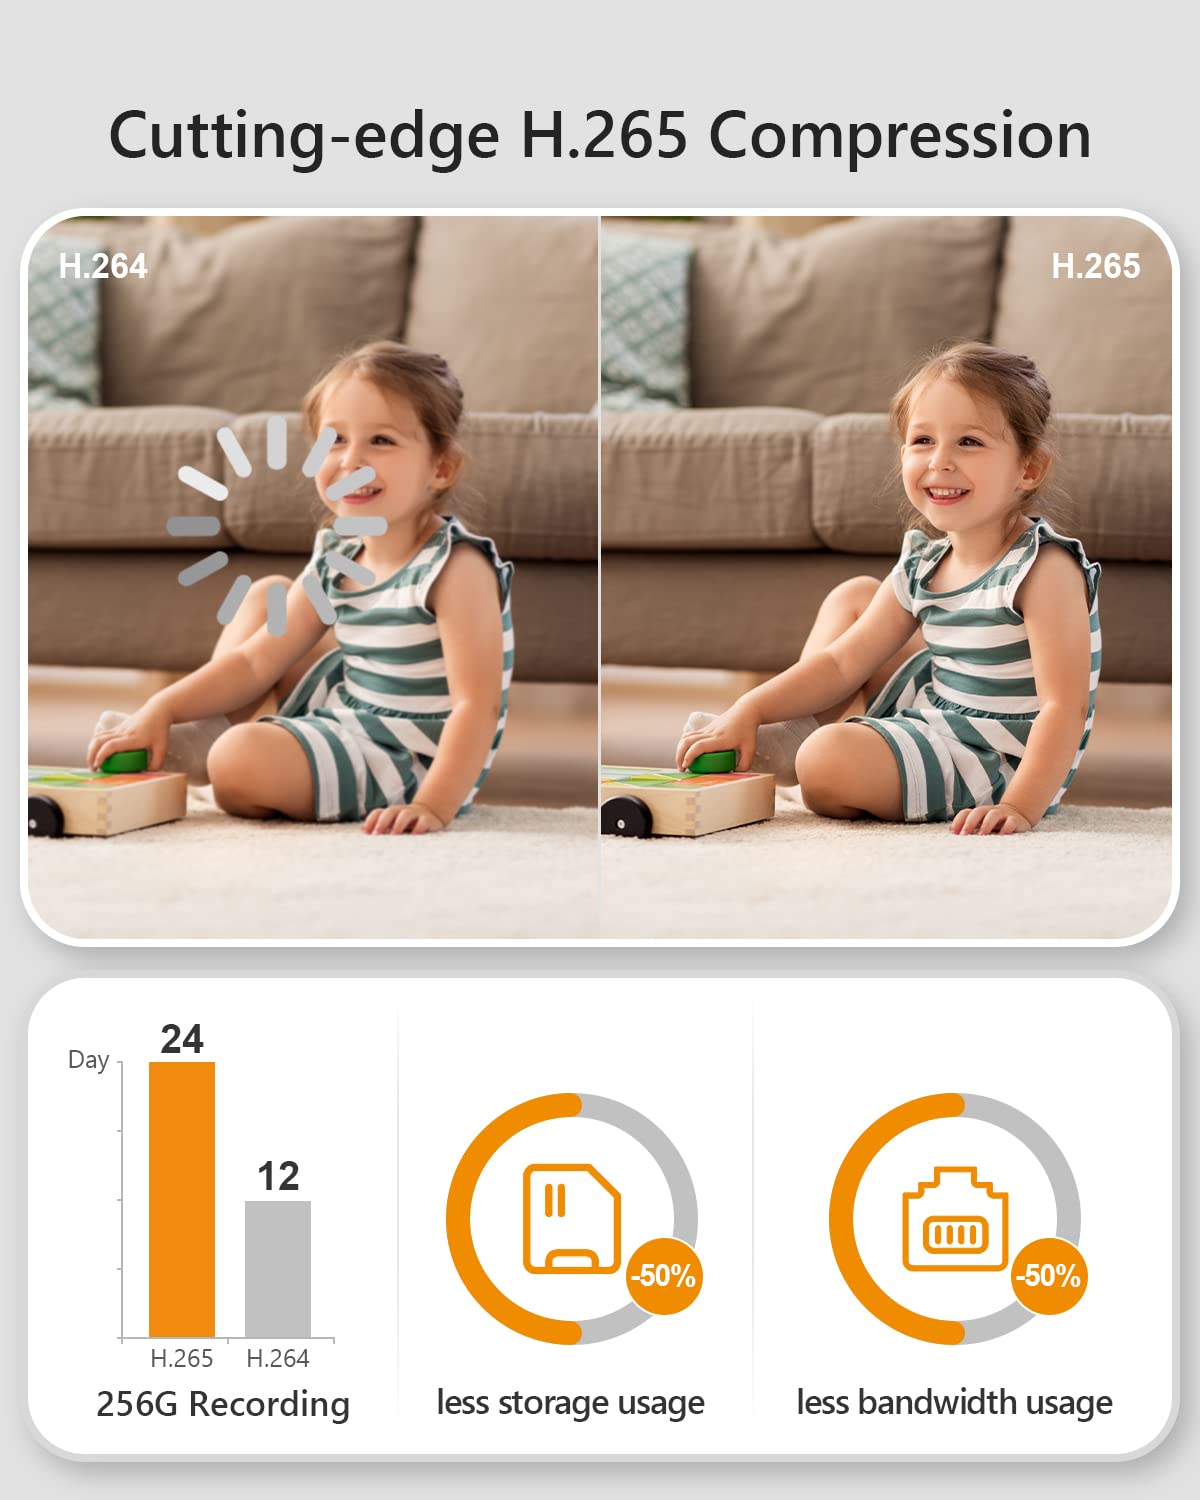 Cutting-edge H.265 Compression
H.264
H.265
24
Day
12
H.265
H.264
256G Recording
-50%
less storage usage
-50%
less bandwidth usage